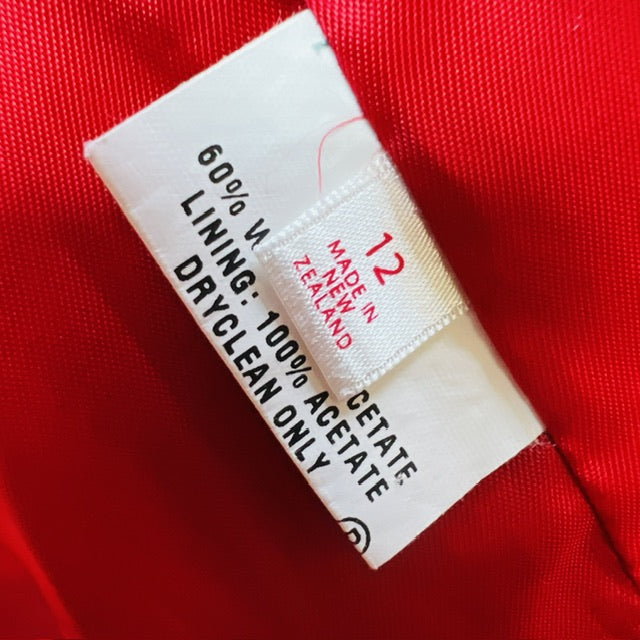 60% W CETATE
LINING: 100% ACETATE
DRYCLEAN ONLY
P
12
MADE IN
NEW
ZEALAND